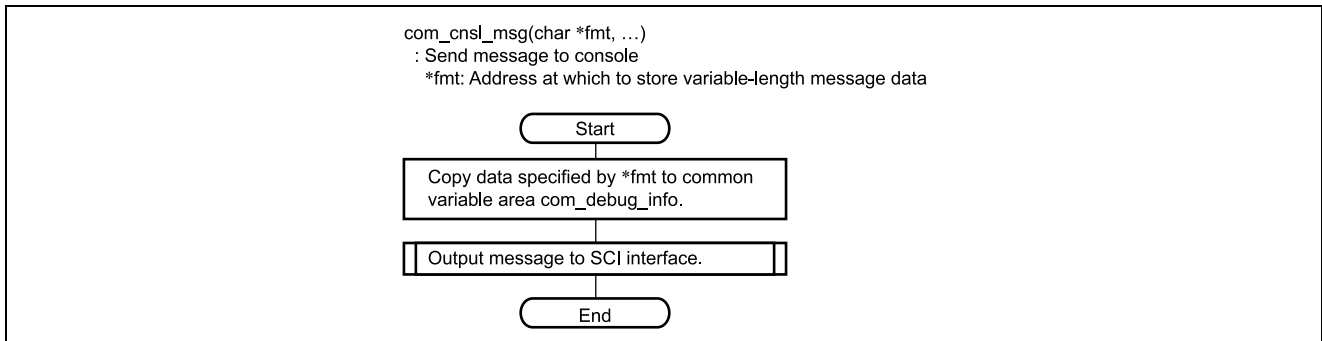 com_cnsl_msg(char *fmt, …)
: Send message to console
*fmt: Address at which to store variable-length message data
Start
Copy data specified by *fmt to common
variable area com_debug_info.
Output message to SCI interface.
End